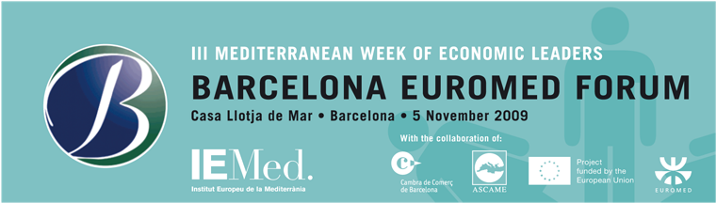 III MEDITERRANEAN WEEK OF ECONOMIC LEADERS
BARCELONA EUROMED FORUM
Casa Llotja de Mar • Barcelona • 5 November 2009
B
With the collaboration of:
IEMed.
Institut Europeu de la Mediterrània
C
Cambra de Comerç
de Barcelona
ASCAME
Project
funded by the
European Union
EUROMED